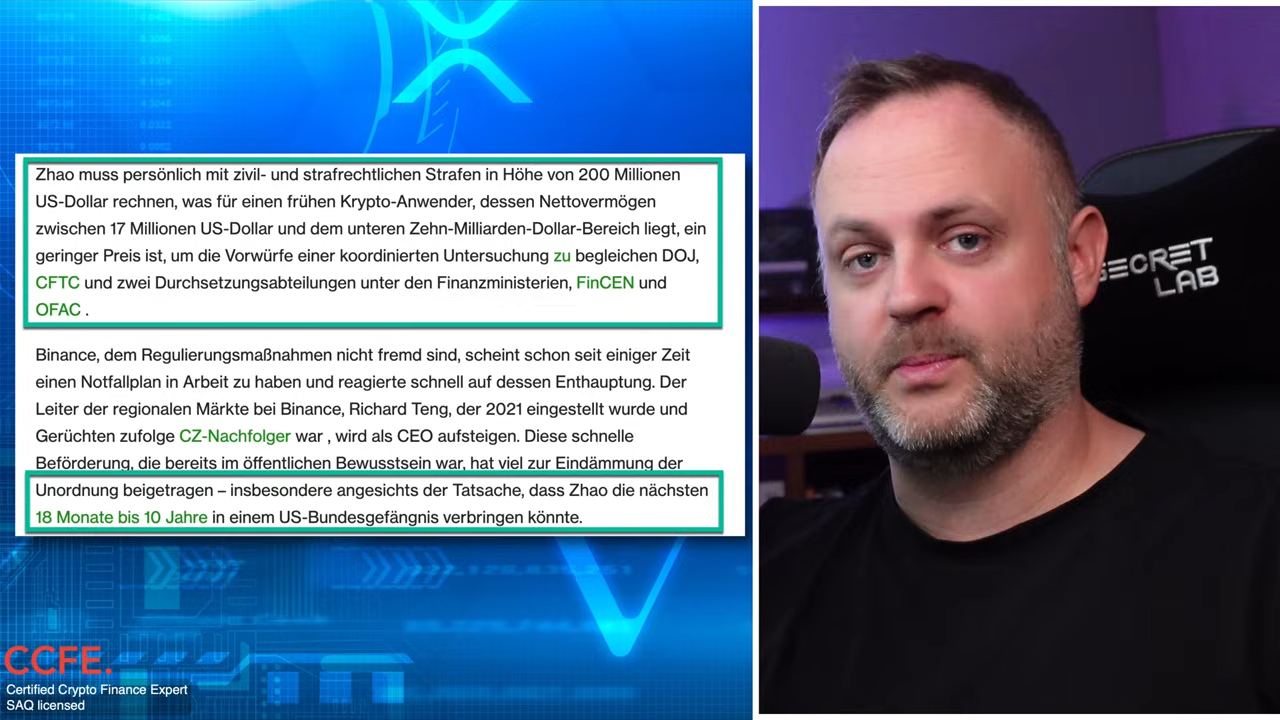 Zhao muss persönlich mit zivil- und strafrechtlichen Strafen in Höhe von 200 Millionen
US-Dollar rechnen, was für einen frühen Krypto-Anwender, dessen Nettovermögen
zwischen 17 Millionen US-Dollar und dem unteren Zehn-Milliarden-Dollar-Bereich liegt, ein
geringer Preis ist, um die Vorwürfe einer koordinierten Untersuchung zu begleichen DOJ,
CFTC und zwei Durchsetzungsabteilungen unter den Finanzministerien, FinCEN und
OFAC .
Binance, dem Regulierungsmaßnahmen nicht fremd sind, scheint schon seit einiger Zeit
einen Notfallplan in Arbeit zu haben und reagierte schnell auf dessen Enthauptung. Der
Leiter der regionalen Märkte bei Binance, Richard Teng, der 2021 eingestellt wurde und
Gerüchten zufolge CZ-Nachfolger war , wird als CEO aufsteigen. Diese schnelle
Beförderung, die bereits im öffentlichen Bewusstsein war, hat viel zur Eindämmung der
Unordnung beigetragen – insbesondere angesichts der Tatsache, dass Zhao die nächsten
18 Monate bis 10 Jahre in einem US-Bundesgefängnis verbringen könnte.
CCFE.
Certified Crypto Finance Expert
SAQ licensed
SECRET
LAB